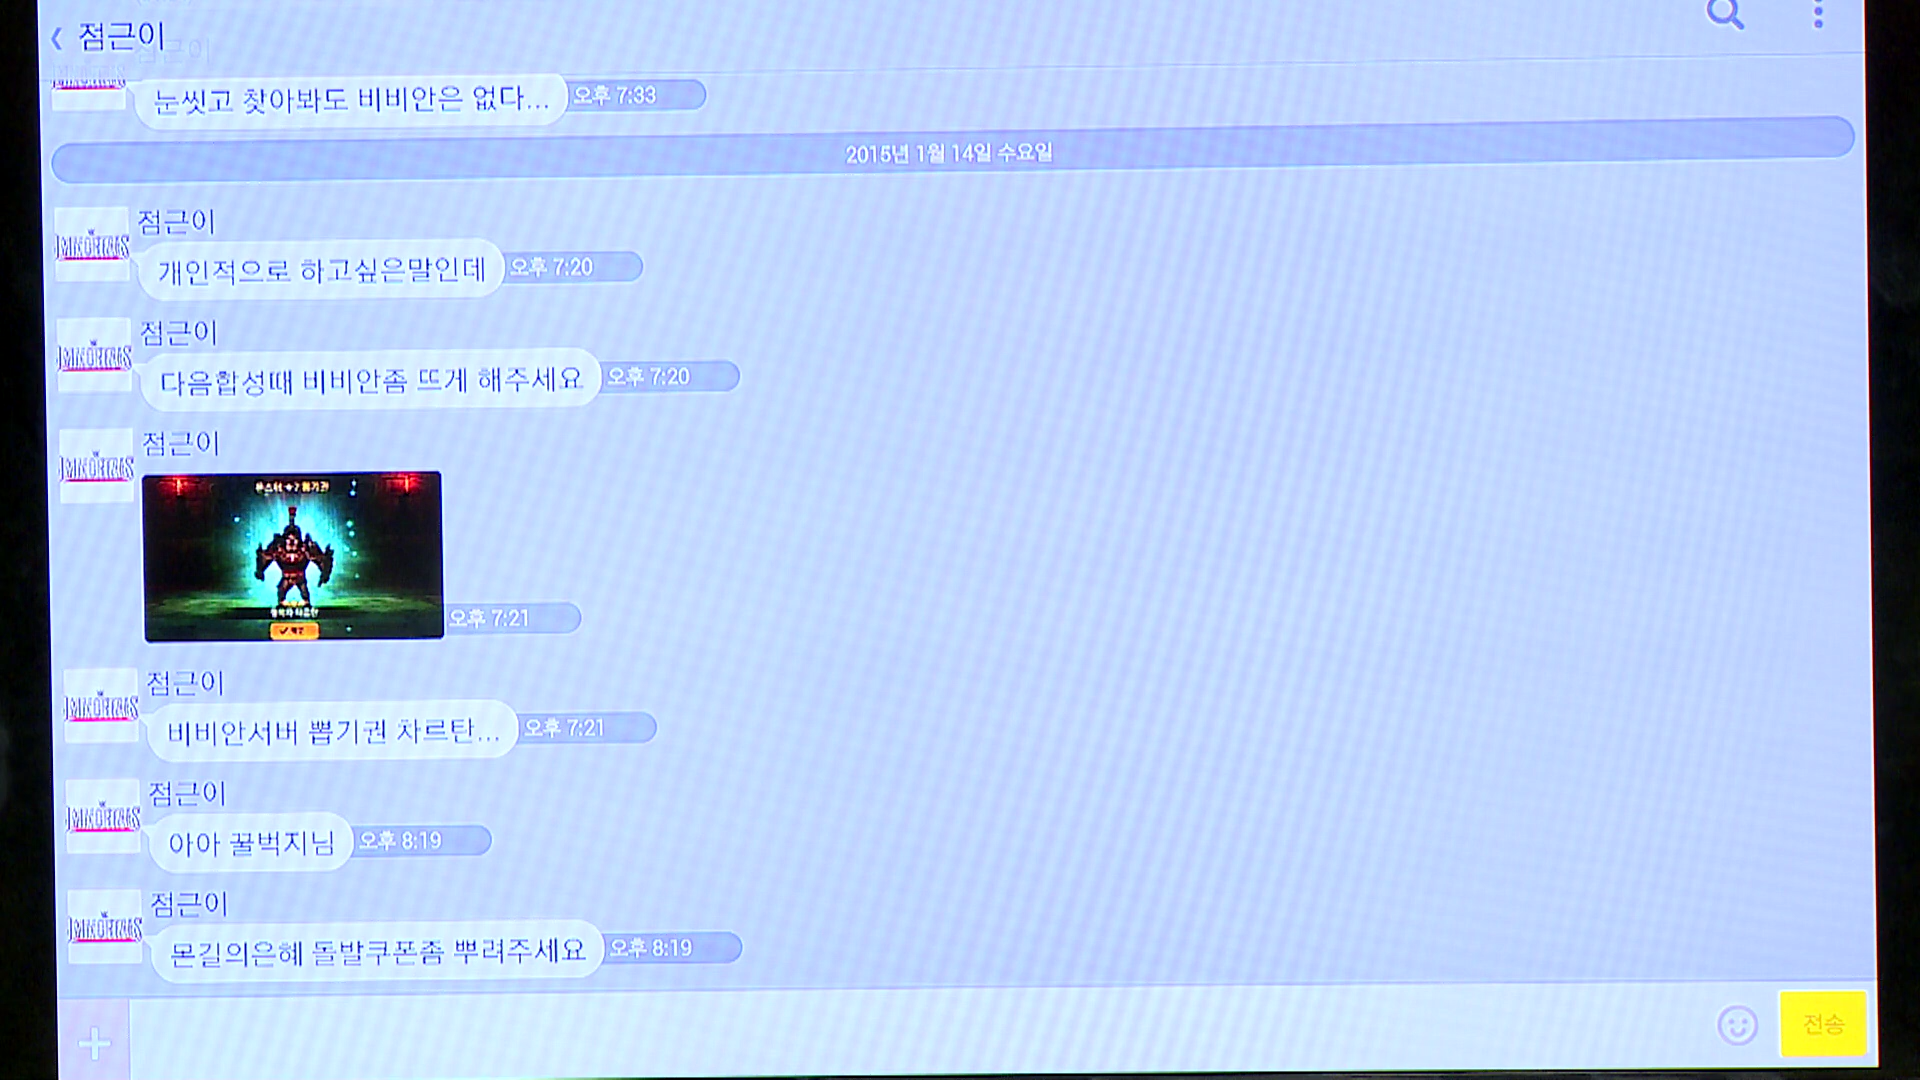 점근이
눈씻고 찾아봐도 비비안은 없다...
오후 7:33
2015년 1월 14일 수요일
점근이
개인적으로 하고싶은말인데
오후 7:20
점근이
다음합성때 비비안좀 뜨게 해주세요
오후 7:20
점근이
오후 7:21
점근이
비비안서버 뽑기권 차르탄...
오후 7:21
점근이
아아 꿀벅지님
오후 8:19
점근이
몬길의은혜 돌발쿠폰좀 뿌려주세요
오후 8:19
전송